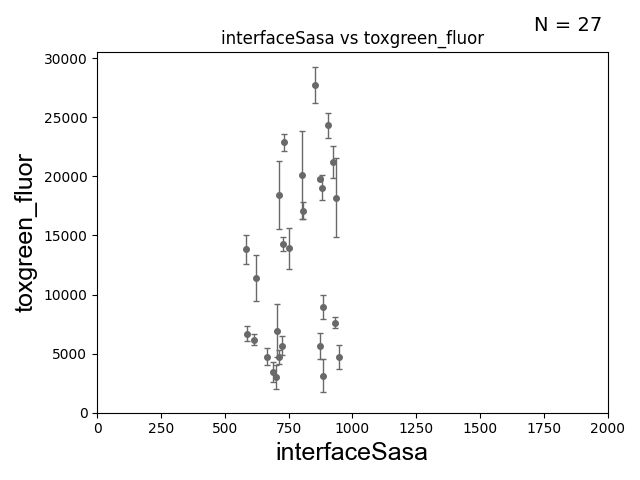 N = 27
interfaceSasa vs toxgreen_fluor
30000
25000
20000
15000
10000
5000
0
toxgreen_fluor
0 250 500 750 1000 1250 1500 1750 2000
interfaceSasa